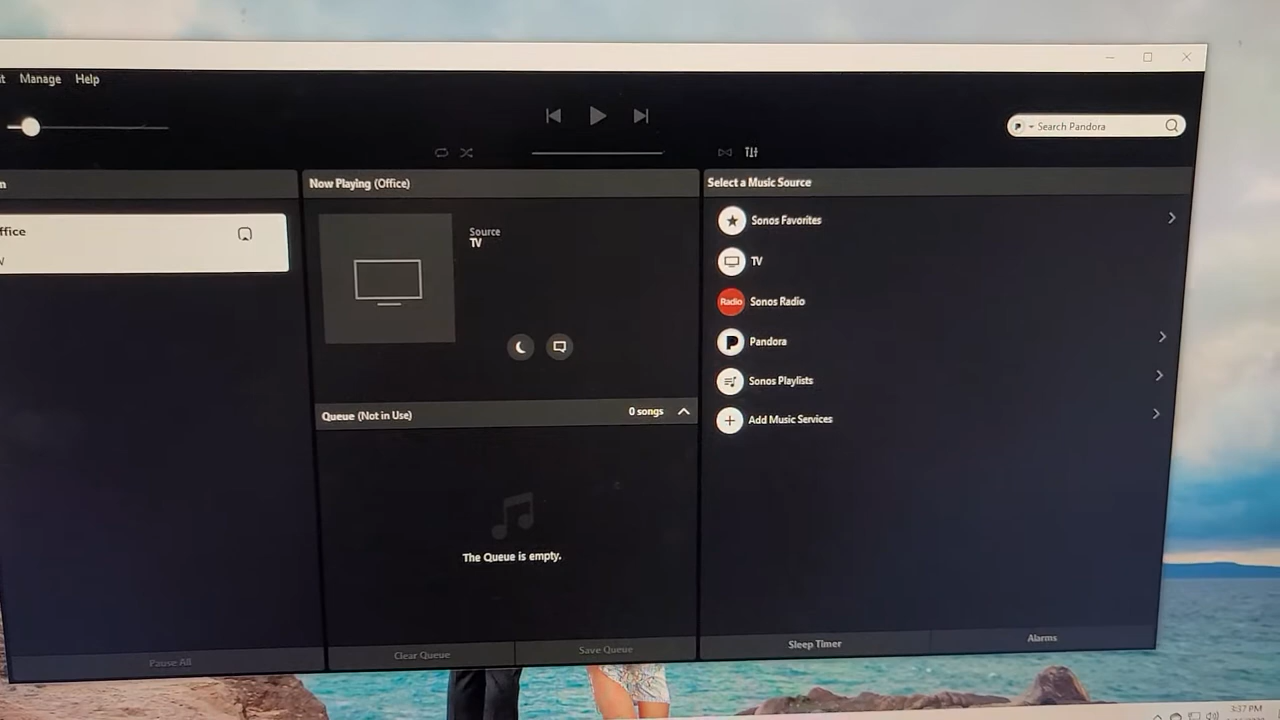 Manage Help
Search Pandora
Now Playing (Office)
Select a Music Source
ffice
Source
TV
Sonos Favorites
TV
Radio Sonos Radio
Pandora
Sonos Playlists
Add Music Services
Queue (Not in Use) 0 songs
The Queue is empty.
Pause All
Clear Queue
Save Queue
Sleep Timer
Alarms
3:37 PM